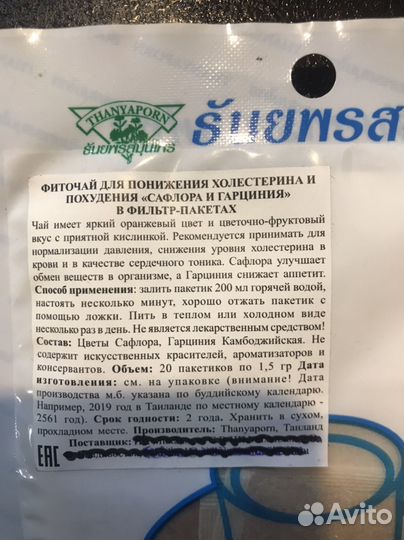 THANYAPORN
ธันยพรสมุนไพร
ธันยพรส
ФИТОЧАЙ ДЛЯ ПОНИЖЕНИЯ ХОЛЕСТЕРИНА И
ПОХУДЕНИЯ «САФЛОРА И ГАРЦИНИЯ»
В ФИЛЬТР-ПАКЕТАХ
Чай имеет яркий оранжевый цвет и цветочно-фруктовый
вкус с приятной кислинкой. Рекомендуется принимать для
нормализации давления, снижения уровня холестерина в
крови и в качестве сердечного тоника. Сафлора улучшает
обмен веществ в организме, а Гарциния снижает аппетит.
Способ применения: залить пакетик 200 мл горячей водой,
настоять несколько минут, хорошо отжать пакетик с
помощью ложки. Пить в теплом или холодном виде
несколько раз в день. Не является лекарственным средством!
Состав: Цветы Сафлора, Гарциния Камбоджийская. Не
содержит искусственных красителей, ароматизаторов и
консервантов. Объем: 20 пакетиков по 1,5 гр Дата
изготовления: см. на упаковке (внимание! Дата
производства м.б. указана по буддийскому календарю.
Например, 2019 год в Таиланде по местному календарю -
2561 год). Срок годности: 2 года. Хранить в сухом,
прохладном месте. Производитель: Thanyaporn, Таиланд
Поставщик:
EAC
Avito